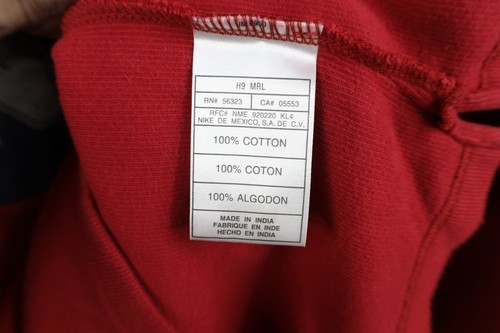 H9 MRL
RN# 56323 CA# 05553
RFC# NME 920220 KL4
NIKE DE MEXICO, S.A. DE C.V.
100% COTTON
100% COTON
100% ALGODON
MADE IN INDIA
FABRIQUE EN INDE
HECHO EN INDIA